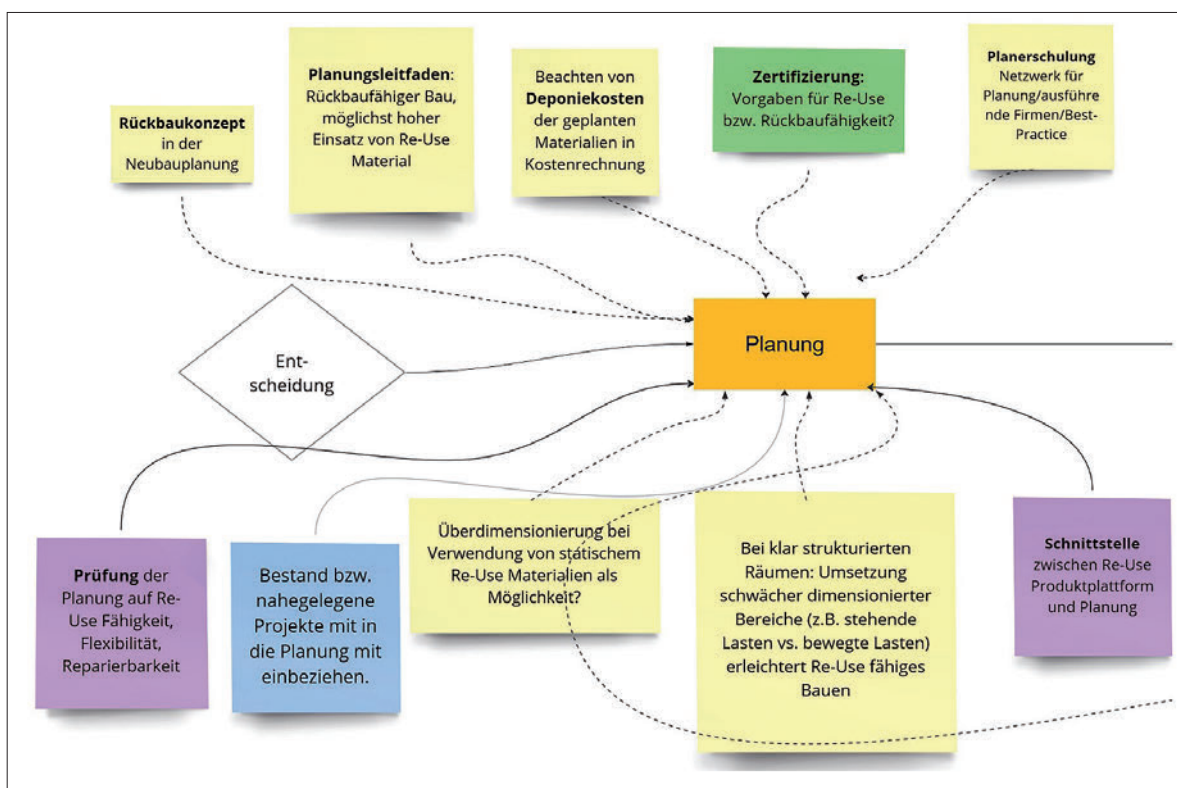 Rückbaukonzept
in der
Neubauplanung
Planungsleitfaden:
Rückbaufähiger Bau,
möglichst hoher
Einsatz von Re-Use
Material
Beachten von
Deponiekosten
der geplanten
Materialien in
Kostenrechnung
Zertifizierung:
Vorgaben für Re-Use
bzw. Rückbaufähigkeit?
Planerschulung
Netzwerk für
Planung/ausführe
nde Firmen/Best-
Practice
Ent-
scheidung
Planung
Prüfung der
Planung auf Re-
Use Fähigkeit,
Flexibilität,
Reparierbarkeit
Bestand bzw.
nahegelegene
Projekte mit in
die Planung mit
einbeziehen.
Überdimensionierung bei
Verwendung von statischem
Re-Use Materialien als
Möglichkeit?
Bei klar strukturierten
Räumen: Umsetzung
schwächer dimensionierter
Bereiche (z.B. stehende
Lasten vs. bewegte Lasten)
erleichtert Re-Use fähiges
Bauen
Schnittstelle
zwischen Re-Use
Produktplattform
und Planung